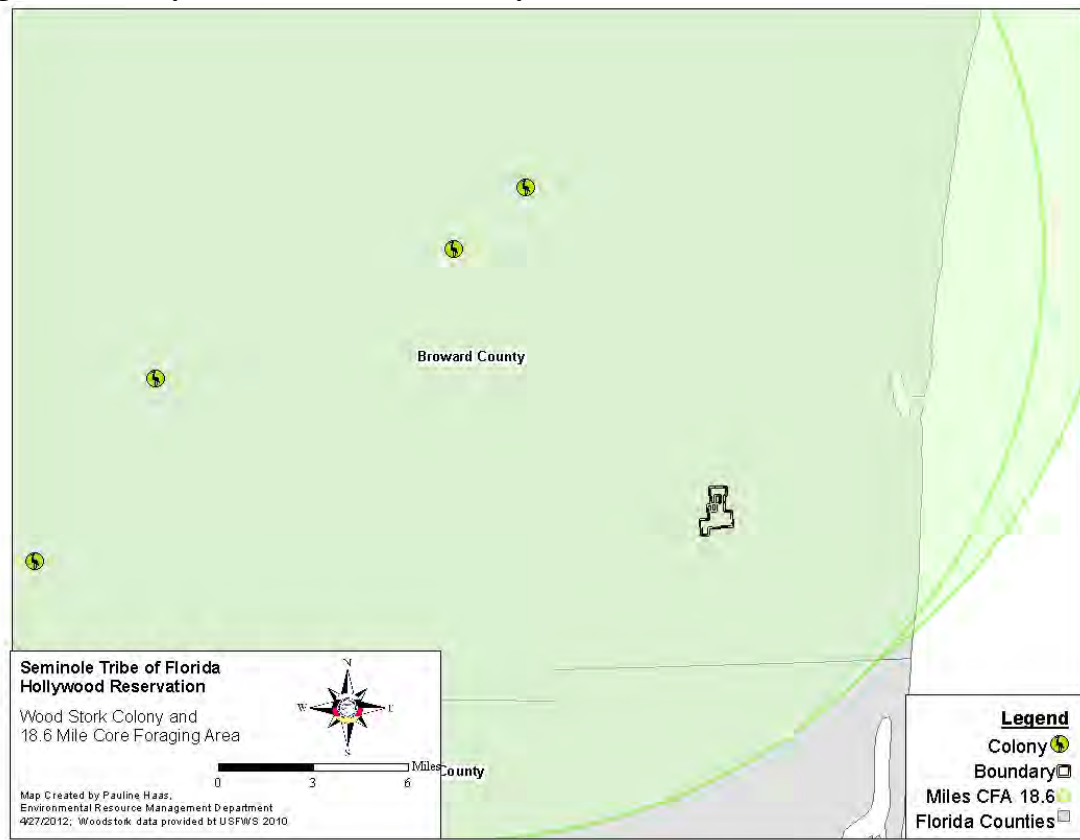 Broward County
Seminole Tribe of Florida
Hollywood Reservation
Wood Stork Colony and
18.6 Mile Core Foraging Area
N
W
E
S
Miles
0 3 6
County
Map Created by Pauline Haas,
Environmental Resource Management Department
4/27/2012; Woodstork data provided bt USFWS 2010
Legend
Colony
Boundary
Miles CFA 18.6
Florida Counties